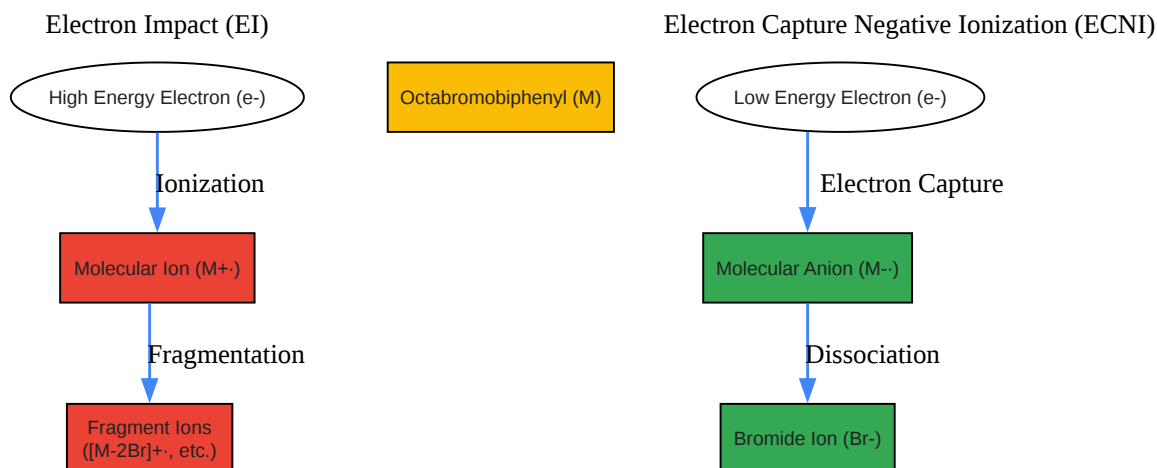 Electron Impact (EI)
Electron Capture Negative Ionization (ECNI)
High Energy Electron (e-)
Octabromobiphenyl (M)
Low Energy Electron (e-)
Ionization
Electron Capture
Molecular Ion (M+·)
Molecular Anion (M-·)
Fragmentation
Dissociation
Fragment Ions
([M-2Br]+·, etc.)
Bromide Ion (Br-)